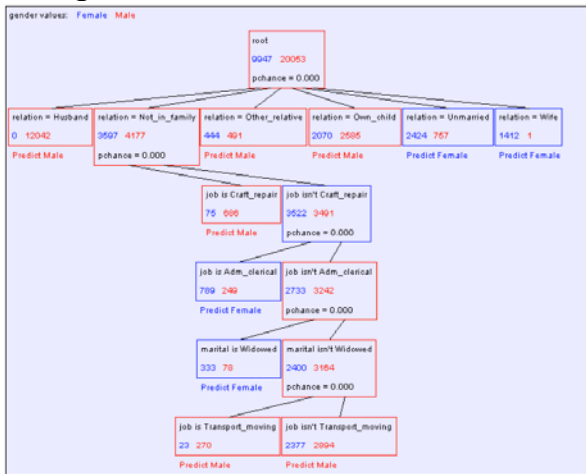 gender values: Female Male
root
9947 20053
pchance = 0.000
relation = Husband
0 12042
Predict Male
relation = Not_in_family
3597 4177
pchance = 0.000
relation = Other_relative
444 491
Predict Male
relation = Own_child
2070 2585
Predict Male
relation = Unmarried
2424 757
Predict Female
relation = Wife
1412 1
Predict Female
job is Craft_repair
75 686
Predict Male
job isn't Craft_repair
3522 3491
pchance = 0.000
job is Adm_clerical
789 249
Predict Female
job isn't Adm_clerical
2733 3242
pchance = 0.000
marital is Widowed
333 78
Predict Female
marital isn't Widowed
2400 3164
pchance = 0.000
job is Transport_moving
23 270
Predict Male
job isn't Transport_moving
2377 2894
Predict Male